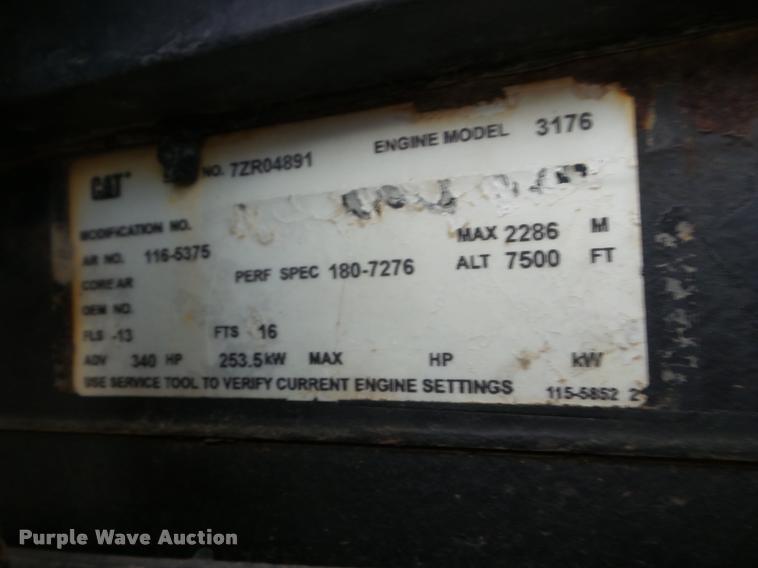 CAT NO. 7ZR04891 ENGINE MODEL 3176
MODIFICATION NO.
AR NO. 116-5375 MAX 2286 M
CORE AR PERF SPEC 180-7276 ALT 7500 FT
OEM NO.
FLS -13 FTS 16
ADV 340 HP 253.5 kW MAX HP kW
USE SERVICE TOOL TO VERIFY CURRENT ENGINE SETTINGS 115-5852 2
Purple Wave Auction